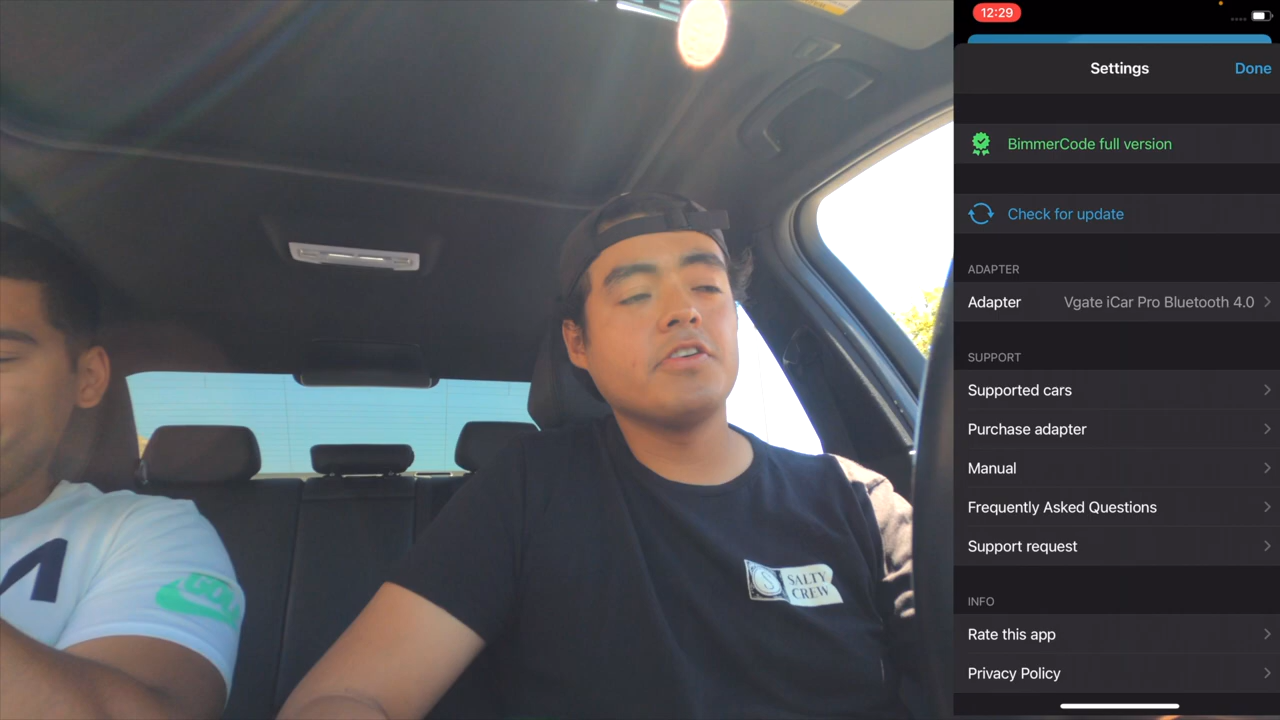 12:29
Settings
Done
BimmerCode full version
Check for update
ADAPTER
Adapter
Vgate iCar Pro Bluetooth 4.0
SUPPORT
Supported cars
Purchase adapter
Manual
Frequently Asked Questions
Support request
INFO
Rate this app
Privacy Policy
S
SALTY
CREW